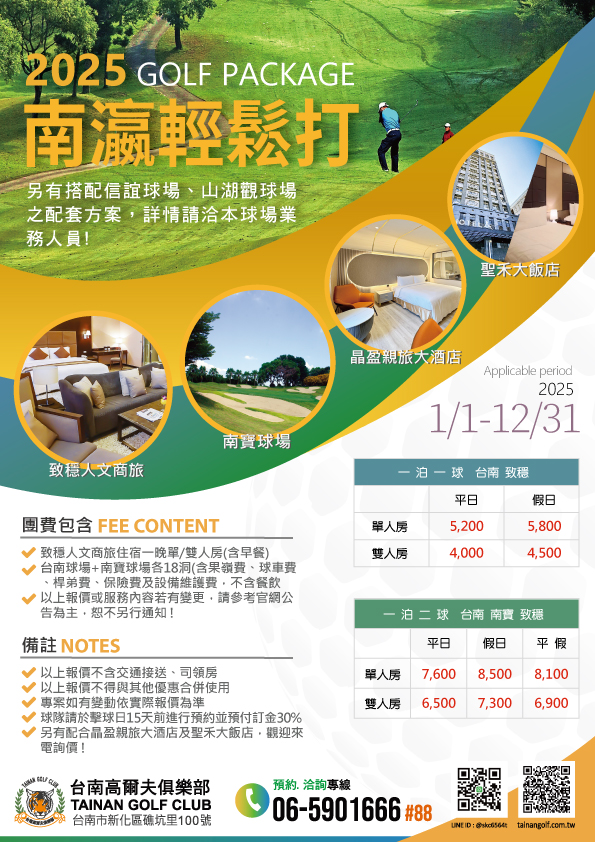 2025 GOLF PACKAGE
南瀛輕鬆打
另有搭配信誼球場、山湖觀球場
之配套方案，詳情請洽本球場業
務人員!
聖禾大飯店
晶盈親旅大酒店
南寶球場
致穩人文商旅
Applicable period
2025
1/1-12/31
一 泊 一 球 台南 致穩
平日 假日
單人房 5,200 5,800
雙人房 4,000 4,500
團費包含 FEE CONTENT
致穩人文商旅住宿一晚單/雙人房(含早餐)
台南球場+南寶球場各18洞(含果嶺費、球車費
、桿弟費、保險費及設備維護費，不含餐飲
以上報價或服務內容若有變更，請參考官網公
告為主，恕不另行通知！
一 泊 二 球 台南 南寶 致穩
平日 假日 平 假
單人房 7,600 8,500 8,100
雙人房 6,500 7,300 6,900
備註 NOTES
以上報價不含交通接送、司領房
以上報價不得與其他優惠合併使用
專案如有變動依實際報價為準
球隊請於擊球日15天前進行預約並預付訂金30%
另有配合晶盈親旅大酒店及聖禾大飯店，觀迎來
電詢價！
TAINAN GOLF CLUB
台南高爾夫俱樂部
TAINAN GOLF CLUB
台南市新化區礁坑里100號
預約. 洽詢專線
06-5901666 #88
LINE ID : @skc6564t
tainangolf.com.tw